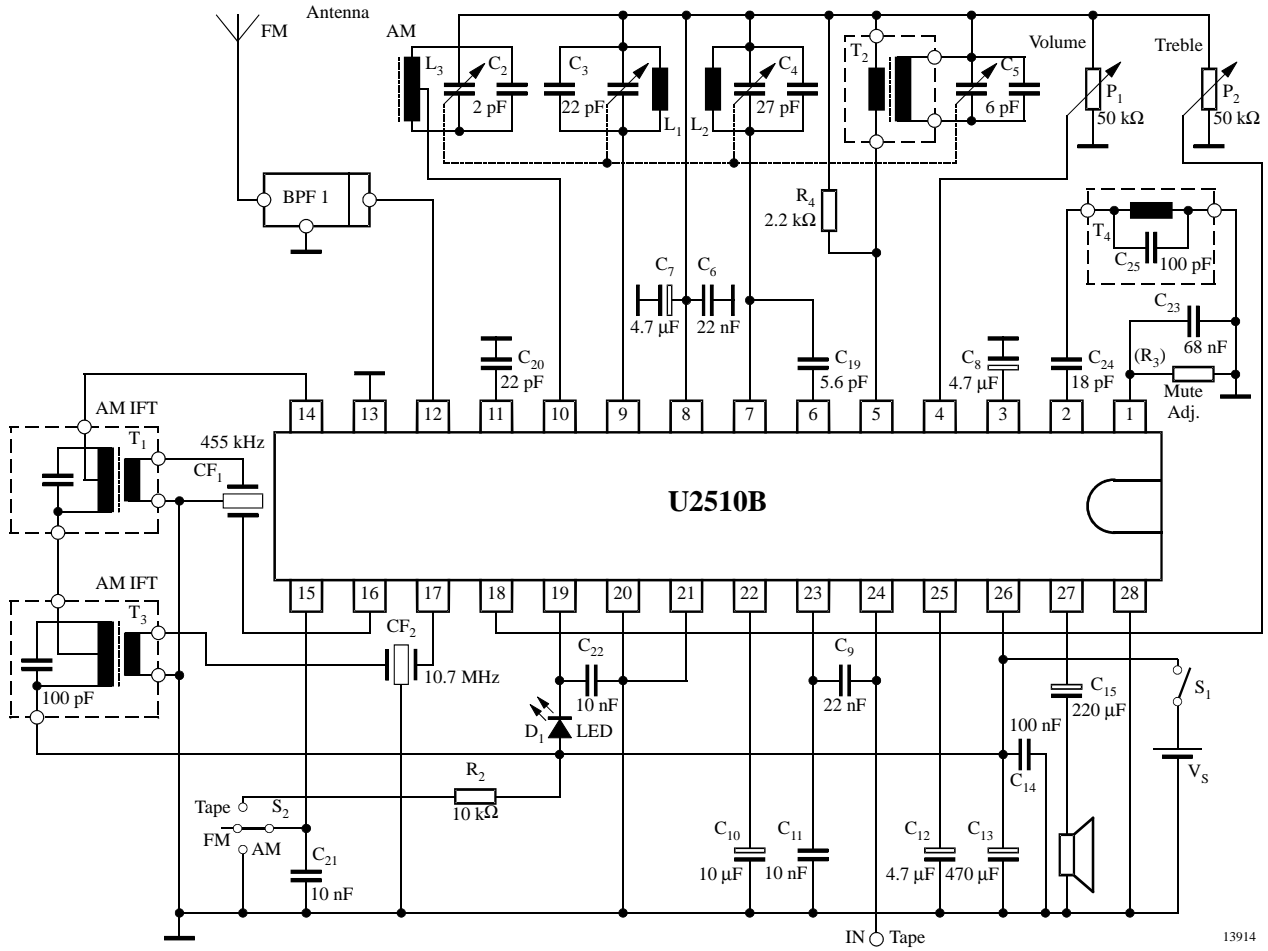 Antenna
FM
AM
Volume
Treble
L3
C2
2 pF
C3
22 pF
L1
L2
C4
27 pF
T2
C5
6 pF
P1
50 kΩ
P2
50 kΩ
BPF 1
R4
2.2 kΩ
T4
C25
100 pF
C7
4.7 µF
C6
22 nF
C23
68 nF
C20
22 pF
C19
5.6 pF
C8
4.7 µF
C24
18 pF
(R3)
Mute
Adj.
14
13
12
11
10
9
8
7
6
5
4
3
2
1
AM IFT
T1
455 kHz
CF1
U2510B
AM IFT
T3
100 pF
15
16
17
18
19
20
21
22
23
24
25
26
27
28
CF2
10.7 MHz
C22
10 nF
D1
LED
C9
22 nF
C15
220 µF
S1
VS
100 nF
C14
R2
10 kΩ
Tape
S2
FM
AM
C21
10 nF
C10
10 µF
C11
10 nF
C12
4.7 µF
C13
470 µF
IN
Tape
13914